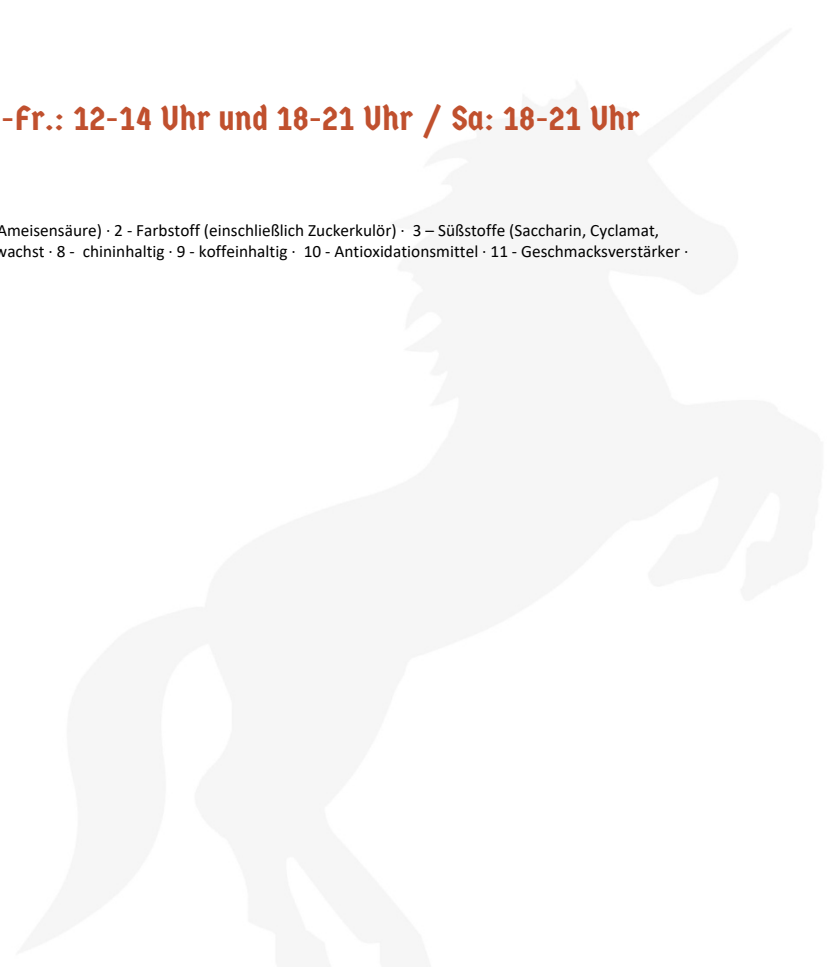 -Fr.: 12-14 Uhr und 18-21 Uhr / Sa: 18-21 Uhr
Ameisensäure) · 2 - Farbstoff (einschließlich Zuckerkulör) · 3 – Süßstoffe (Saccharin, Cyclamat,
wachst · 8 - chininhaltig · 9 - koffeinhaltig · 10 - Antioxidationsmittel · 11 - Geschmacksverstärker ·